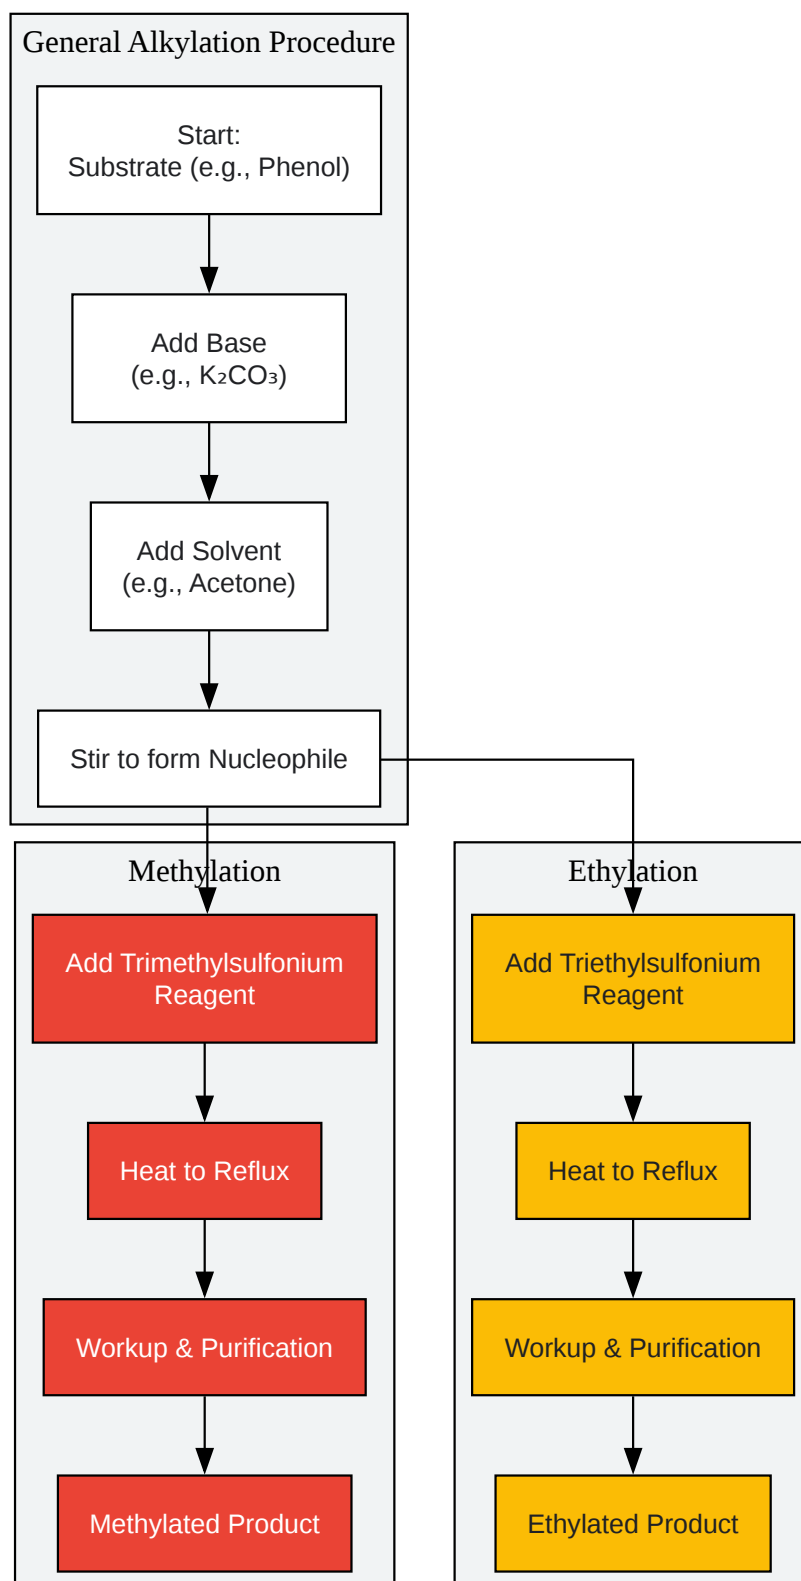 General Alkylation Procedure
Start:
Substrate (e.g., Phenol)
Add Base
(e.g., K₂CO₃)
Add Solvent
(e.g., Acetone)
Stir to form Nucleophile
Methylation
Add Trimethylsulfonium
Reagent
Heat to Reflux
Workup & Purification
Methylated Product
Ethylation
Add Triethylsulfonium
Reagent
Heat to Reflux
Workup & Purification
Ethylated Product